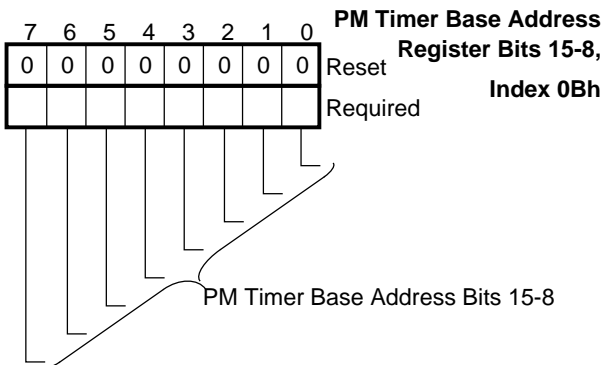 PM Timer Base Address
Register Bits 15-8,
Index 0Bh
7 6 5 4 3 2 1 0
0 0 0 0 0 0 0 0 Reset
Required
PM Timer Base Address Bits 15-8